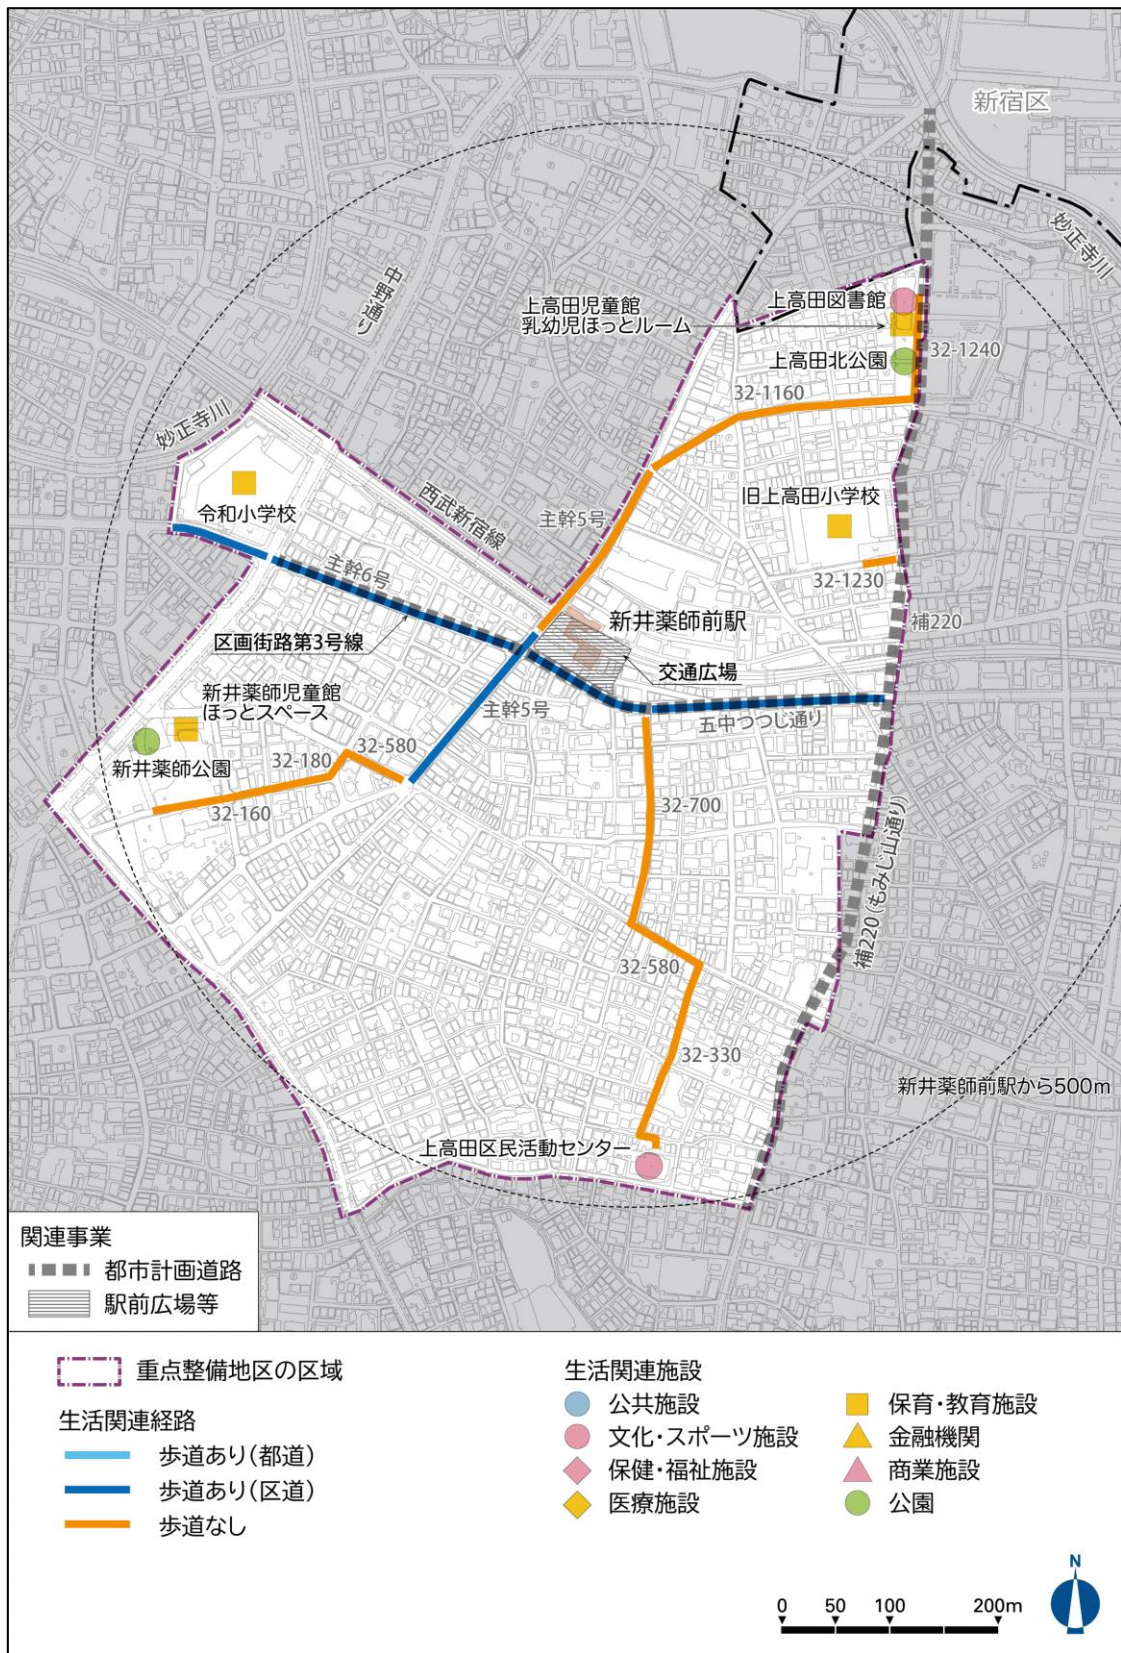 新宿区
妙正寺川
中野通り
上高田児童館
乳幼児ほっとルーム
上高田図書館
32-1240
上高田北公園
32-1160
妙正寺川
西武新宿線
令和小学校
主幹5号
旧上高田小学校
主幹6号
32-1230
新井薬師前駅
補220
区画街路第3号線
交通広場
新井薬師児童館
ほっとスペース
主幹5号
五中つつじ通り
32-580
32-180
新井薬師公園
32-160
32-700
補220(もみじ山通り)
32-580
32-330
新井薬師前駅から500m
上高田区民活動センター
関連事業
都市計画道路
駅前広場等
重点整備地区の区域
生活関連経路
歩道あり(都道)
歩道あり(区道)
歩道なし
生活関連施設
公共施設
文化・スポーツ施設
保健・福祉施設
医療施設
保育・教育施設
金融機関
商業施設
公園
N
0 50 100 200m